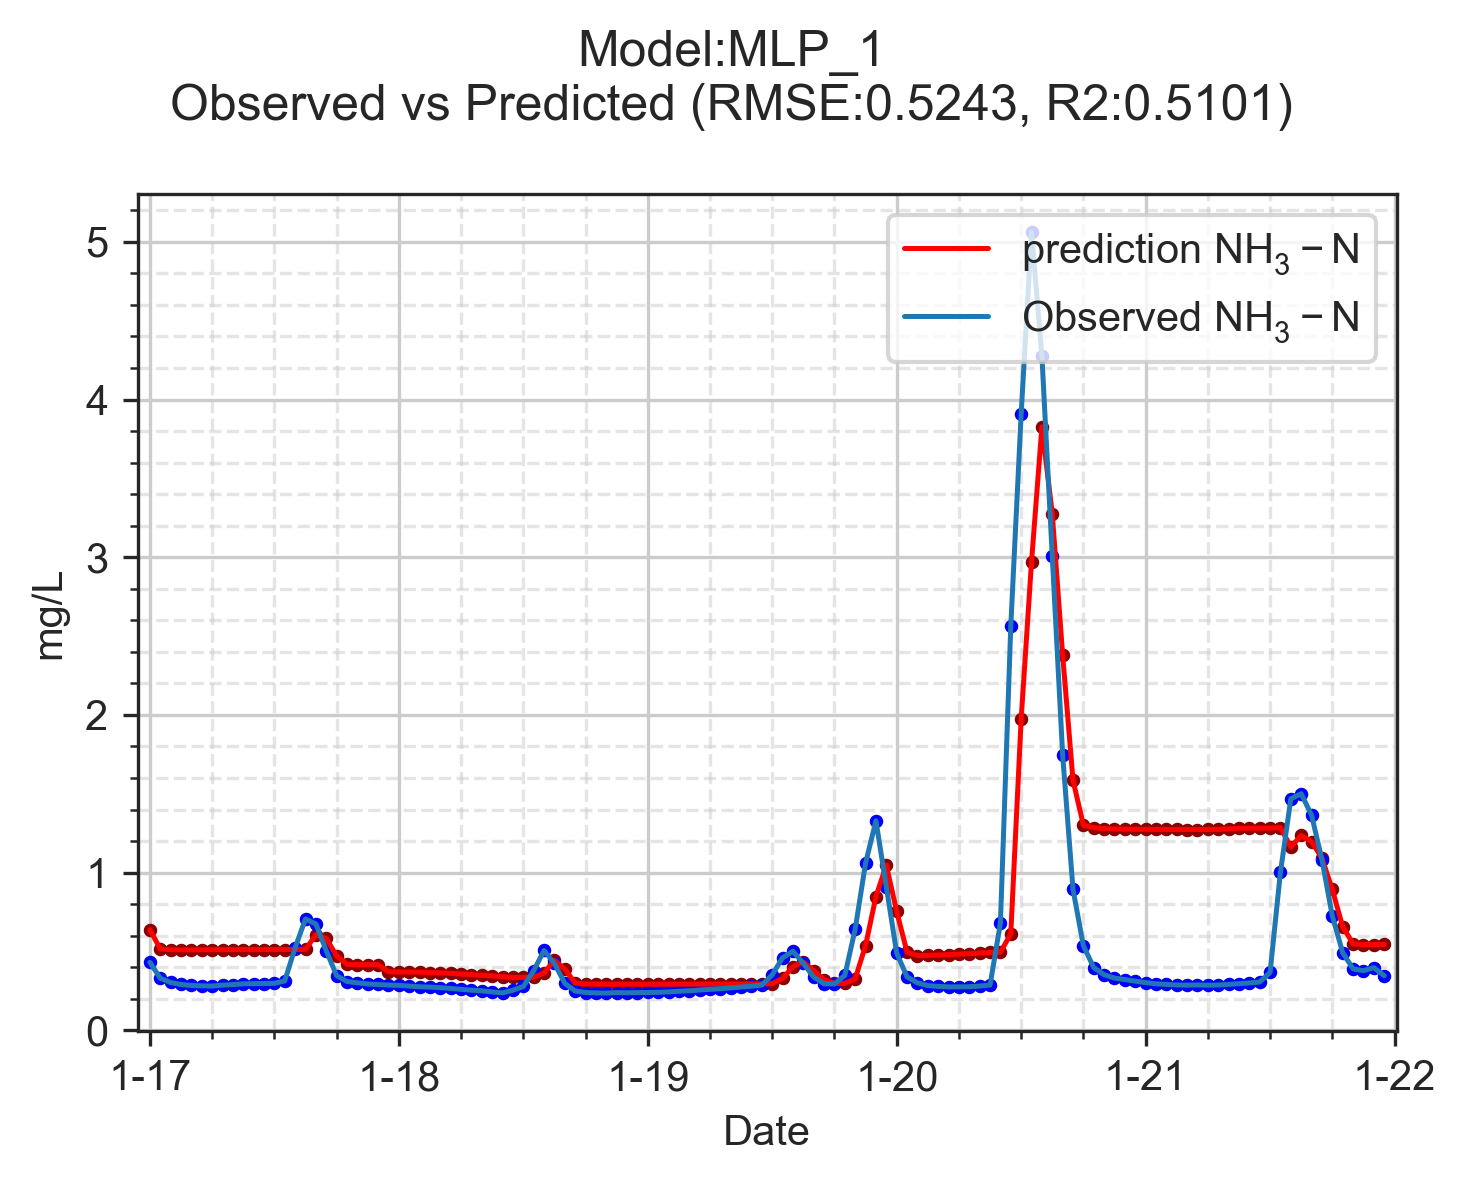 Model:MLP_1
Observed vs Predicted (RMSE:0.5243, R2:0.5101)
prediction NH₃ − N
Observed NH₃ − N
5
4
3
2
1
0
mg/L
1-17 1-18 1-19 1-20 1-21 1-22
Date